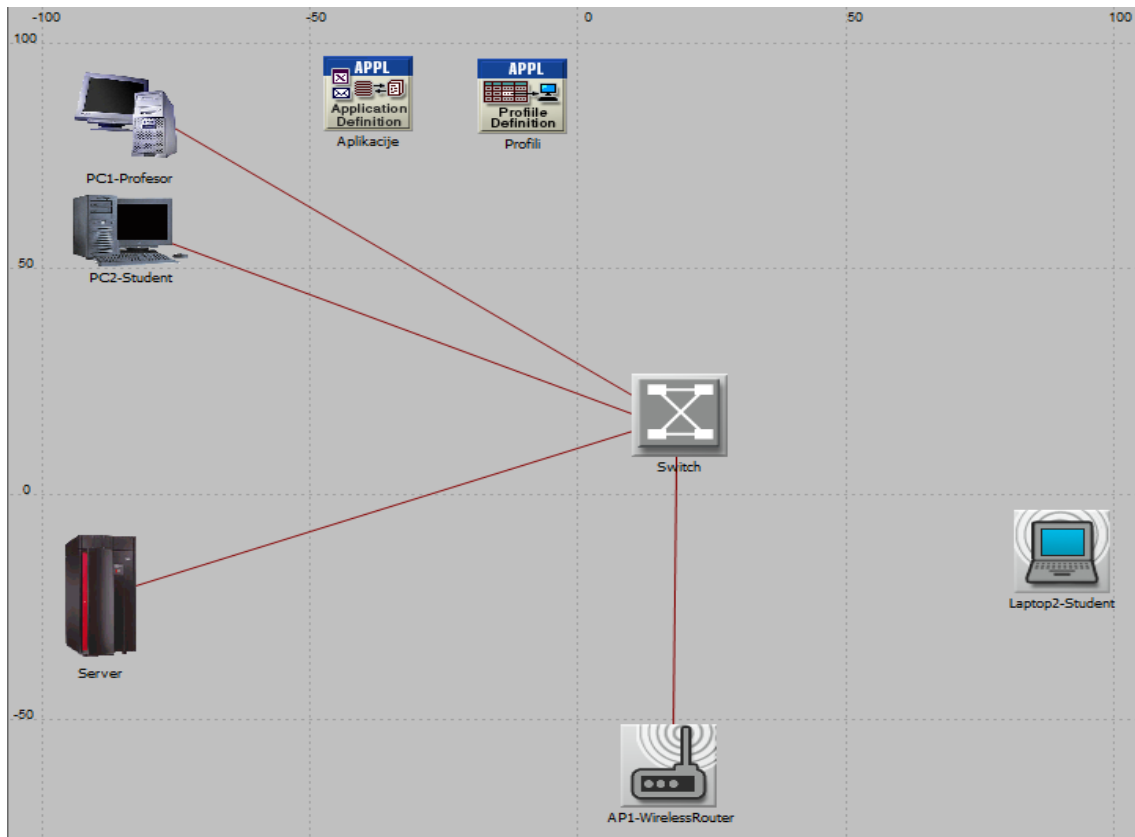 -100
-50
0
50
100
100
APPL
Application
Definition
Aplikacije
APPL
Profiile
Definition
Profili
PC1-Profesor
50
PC2-Student
Switch
0
Laptop2-Student
Server
-50
AP1-WirelessRouter